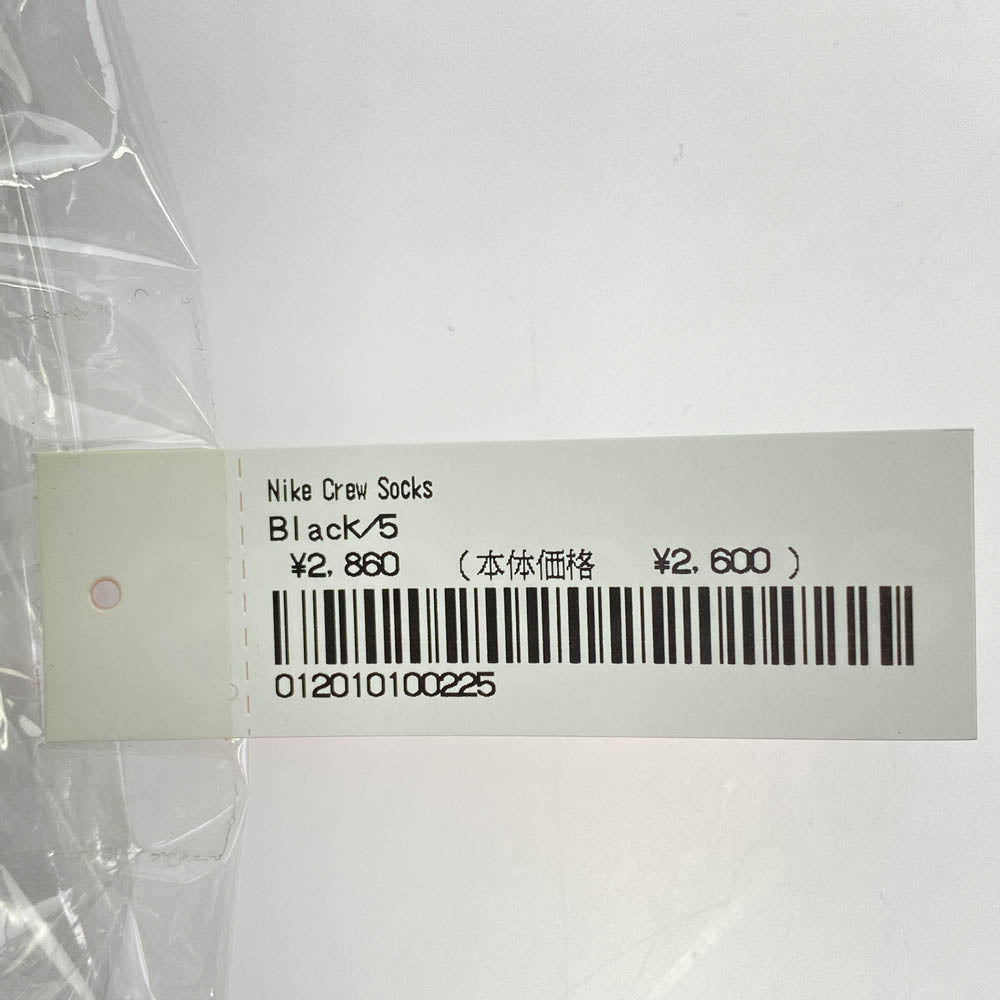 Nike Crew Socks
Black/5
¥2,860 (本体価格 ¥2,600)
012010100225